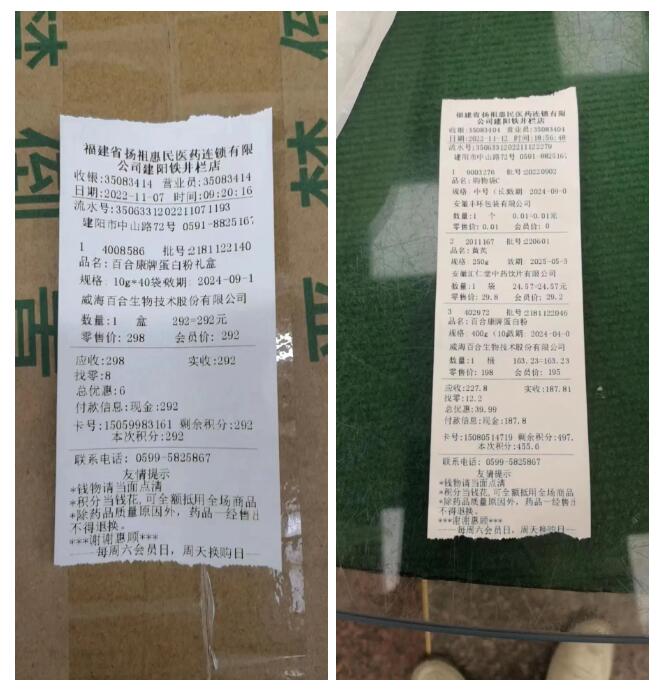 福建省扬祖惠民医药连锁有限
公司建阳铁井栏店
收银:35083414 营业员:35083414
日期:2022-11-07 时间:09:20:16
流水号:3506331202211071193
建阳市中山路72号 0591-8825167
1 4008586 批号:2181122140
品名:百合康牌蛋白粉礼盒
规格:10g*40袋效期:2024-09-1
威海百合生物技术股份有限公司
数量:1 盒 292=292元
零售价:298 会员价:292
应收:298 实收:292
找零:8
总优惠:6
付款信息:现金:292
卡号:15059983161 剩余积分:292
本次积分:292
联系电话:0599-5825867
友情提示
*钱物请当面点清
*积分当钱花,可全额抵用全场商品
*除药品质量原因外,药品一经售出
不得退换。
***谢谢惠顾***
——每周六会员日,周天换购日—
福建省扬祖惠民医药连锁有限
公司建阳铁井栏店
收银:35083404 营业员:35083404
日期:2022-11-12 时间:18:56:40
流水号:3506331202211122279
建阳市中山路72号 0591-8825167
1 9003276 批号:20220902
品名:购物袋C
规格:中号(长效期 2024-09-0
安徽丰环包装有限公司
数量:1 个 0.01=0.01元
零售价:0.01 会员价:0
2 2011167 批号:220601
品名:黄芪
规格:250g 效期:2025-05-3
安徽汇仁堂中药饮片有限公司
数量:1 袋 24.57=24.57元
零售价:29.8 会员价:29.2
3 402972 批号:2181122046
品名:百合康牌蛋白粉
规格:400g(10效期:2024-04-0
威海百合生物技术股份有限公司
数量:1 桶 163.23=163.23
零售价:198 会员价:195
应收:227.8 实收:187.81
找零:12.2
总优惠:39.99
付款信息:现金:187.8
卡号:15080514719 剩余积分:497.
本次积分:455.6
联系电话:0599-5825867
友情提示
*钱物请当面点清
*积分当钱花,可全额抵用全场商品
*除药品质量原因外,药品一经售出
不得退换。
***谢谢惠顾***
——每周六会员日,周天换购日